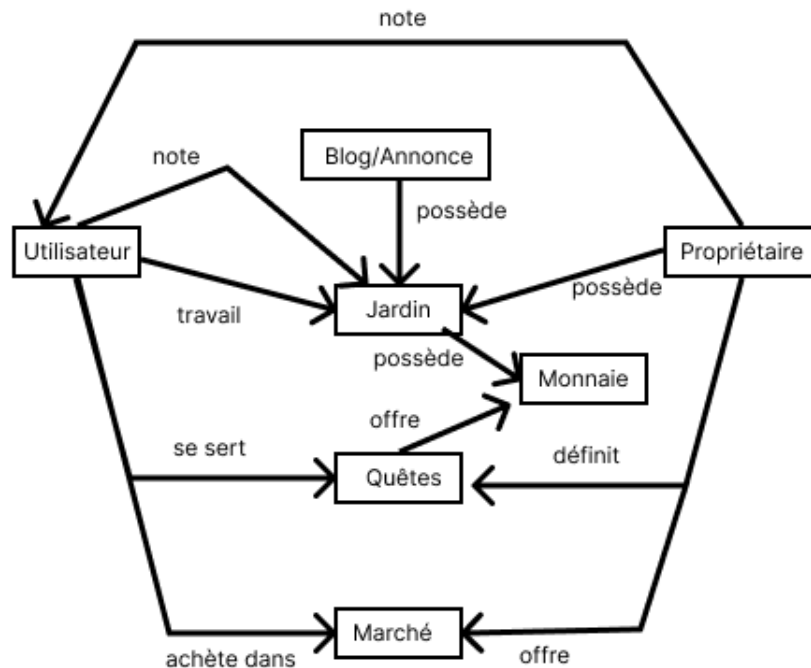 note
note
Blog/Annonce
possède
Utilisateur
Propriétaire
travail
Jardin
possède
possède
Monnaie
offre
se sert
Quêtes
définit
Marché
achète dans
offre